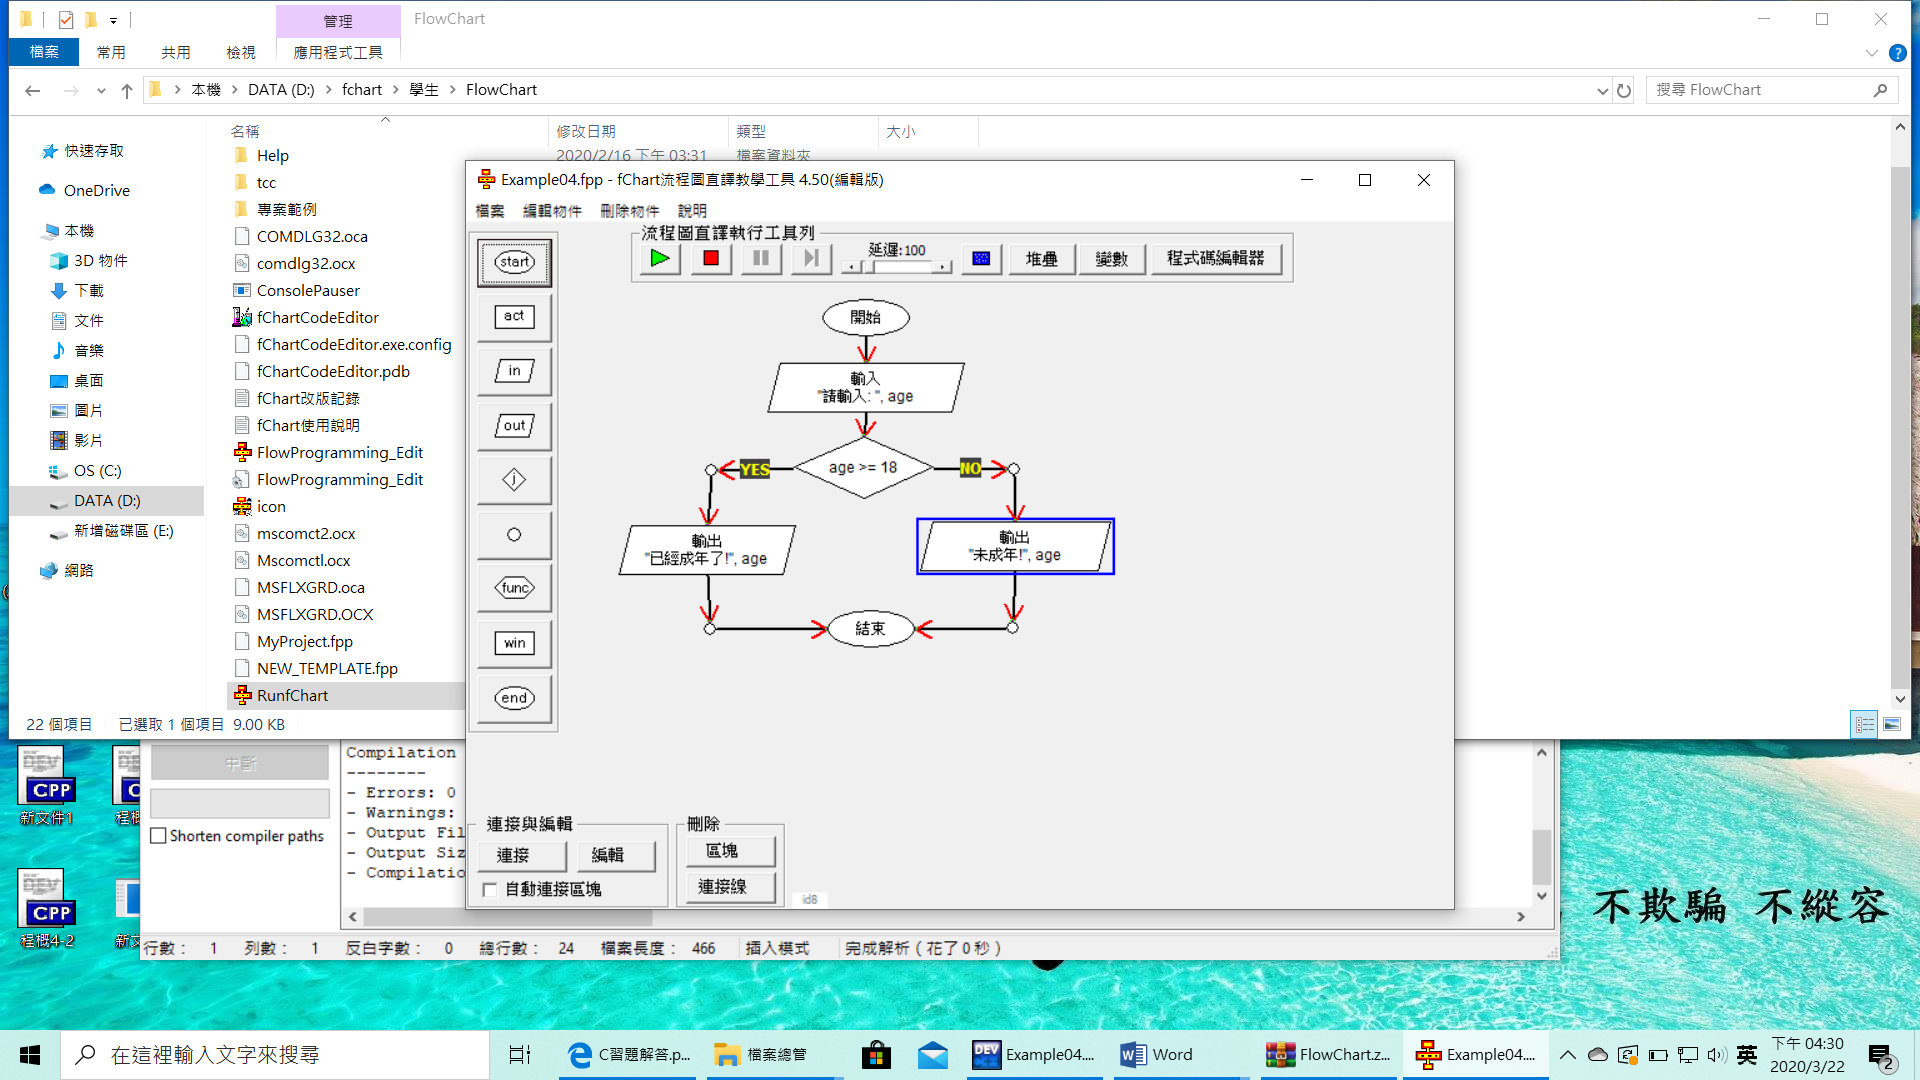 管理
FlowChart
檔案
常用
共用
檢視
應用程式工具
本機
DATA (D:)
fchart
學生
FlowChart
搜尋 FlowChart
名稱
修改日期
類型
大小
快速存取
OneDrive
本機
3D 物件
下載
文件
音樂
桌面
圖片
影片
OS (C:)
DATA (D:)
新增磁碟區 (E:)
網路
Help
2020/2/16 下午 03:31
檔案資料夾
tcc
專案範例
COMDLG32.oca
comdlg32.ocx
ConsolePauser
fChartCodeEditor
fChartCodeEditor.exe.config
fChartCodeEditor.pdb
fChart改版記錄
fChart使用說明
FlowProgramming_Edit
FlowProgramming_Edit
icon
mscomct2.ocx
Mscomctl.ocx
MSFLXGRD.oca
MSFLXGRD.OCX
MyProject.fpp
NEW_TEMPLATE.fpp
RunfChart
22 個項目
已選取 1 個項目 9.00 KB
Example04.fpp - fChart流程圖直譯教學工具 4.50(編輯版)
檔案
編輯物件
刪除物件
說明
流程圖直譯執行工具列
延遲:100
堆疊
變數
程式碼編輯器
start
act
in
out
j
func
win
end
開始
輸入
"請輸入: ", age
age >= 18
YES
NO
輸出
"已經成年了!", age
輸出
"未成年!", age
結束
連接與編輯
連接
編輯
自動連接區塊
刪除
區塊
連接線
id8
中斷
Shorten compiler paths
Compilation
--------
- Errors: 0
- Warnings:
- Output Fil
- Output Siz
- Compilatio
行數： 1
列數： 1
反白字數： 0
總行數： 24
檔案長度： 466
插入模式
完成解析（花了 0 秒）
DEV
CPP
新文件1
CPP
程概4-2
不欺騙 不縱容
在這裡輸入文字來搜尋
C習題解答.p...
檔案總管
DEV
Example04....
Word
FlowChart.z...
Example04....
英
下午 04:30
2020/3/22
2